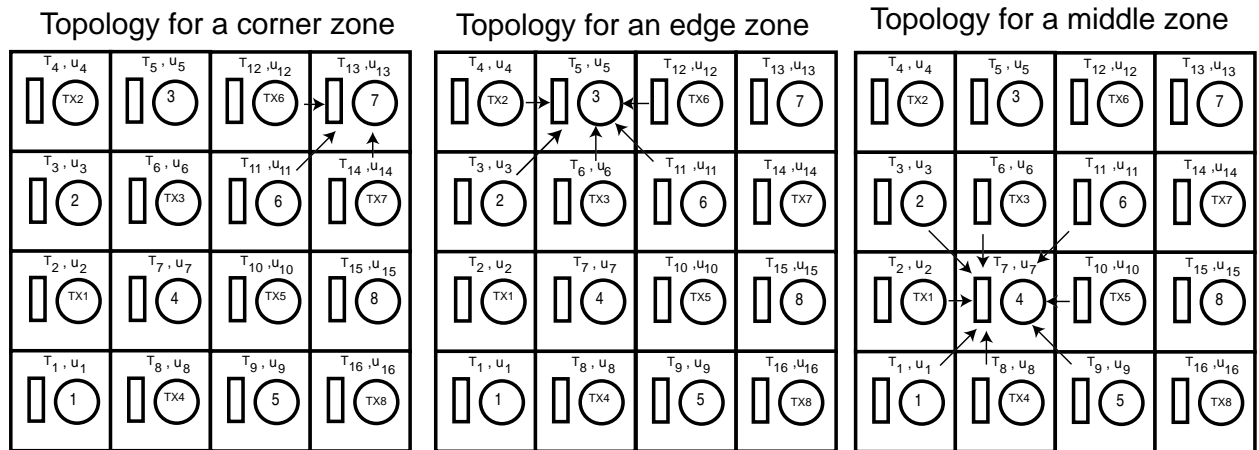 Topology for a corner zone
T4 , u4 T5 , u5 T12 ,u12 T13 ,u13
TX2 3 TX6 7
T3 , u3 T6 , u6 T11 ,u11 T14 ,u14
2 TX3 6 TX7
T2 , u2 T7 , u7 T10 ,u10 T15 ,u15
TX1 4 TX5 8
T1 , u1 T8 , u8 T9 , u9 T16 ,u16
1 TX4 5 TX8
Topology for an edge zone
T4 , u4 T5 , u5 T12 ,u12 T13 ,u13
TX2 3 TX6 7
T3 , u3 T6 , u6 T11 ,u11 T14 ,u14
2 TX3 6 TX7
T2 , u2 T7 , u7 T10 ,u10 T15 ,u15
TX1 4 TX5 8
T1 , u1 T8 , u8 T9 , u9 T16 ,u16
1 TX4 5 TX8
Topology for a middle zone
T4 , u4 T5 , u5 T12 ,u12 T13 ,u13
TX2 3 TX6 7
T3 , u3 T6 , u6 T11 ,u11 T14 ,u14
2 TX3 6 TX7
T2 , u2 T7 , u7 T10 ,u10 T15 ,u15
TX1 4 TX5 8
T1 , u1 T8 , u8 T9 , u9 T16 ,u16
1 TX4 5 TX8